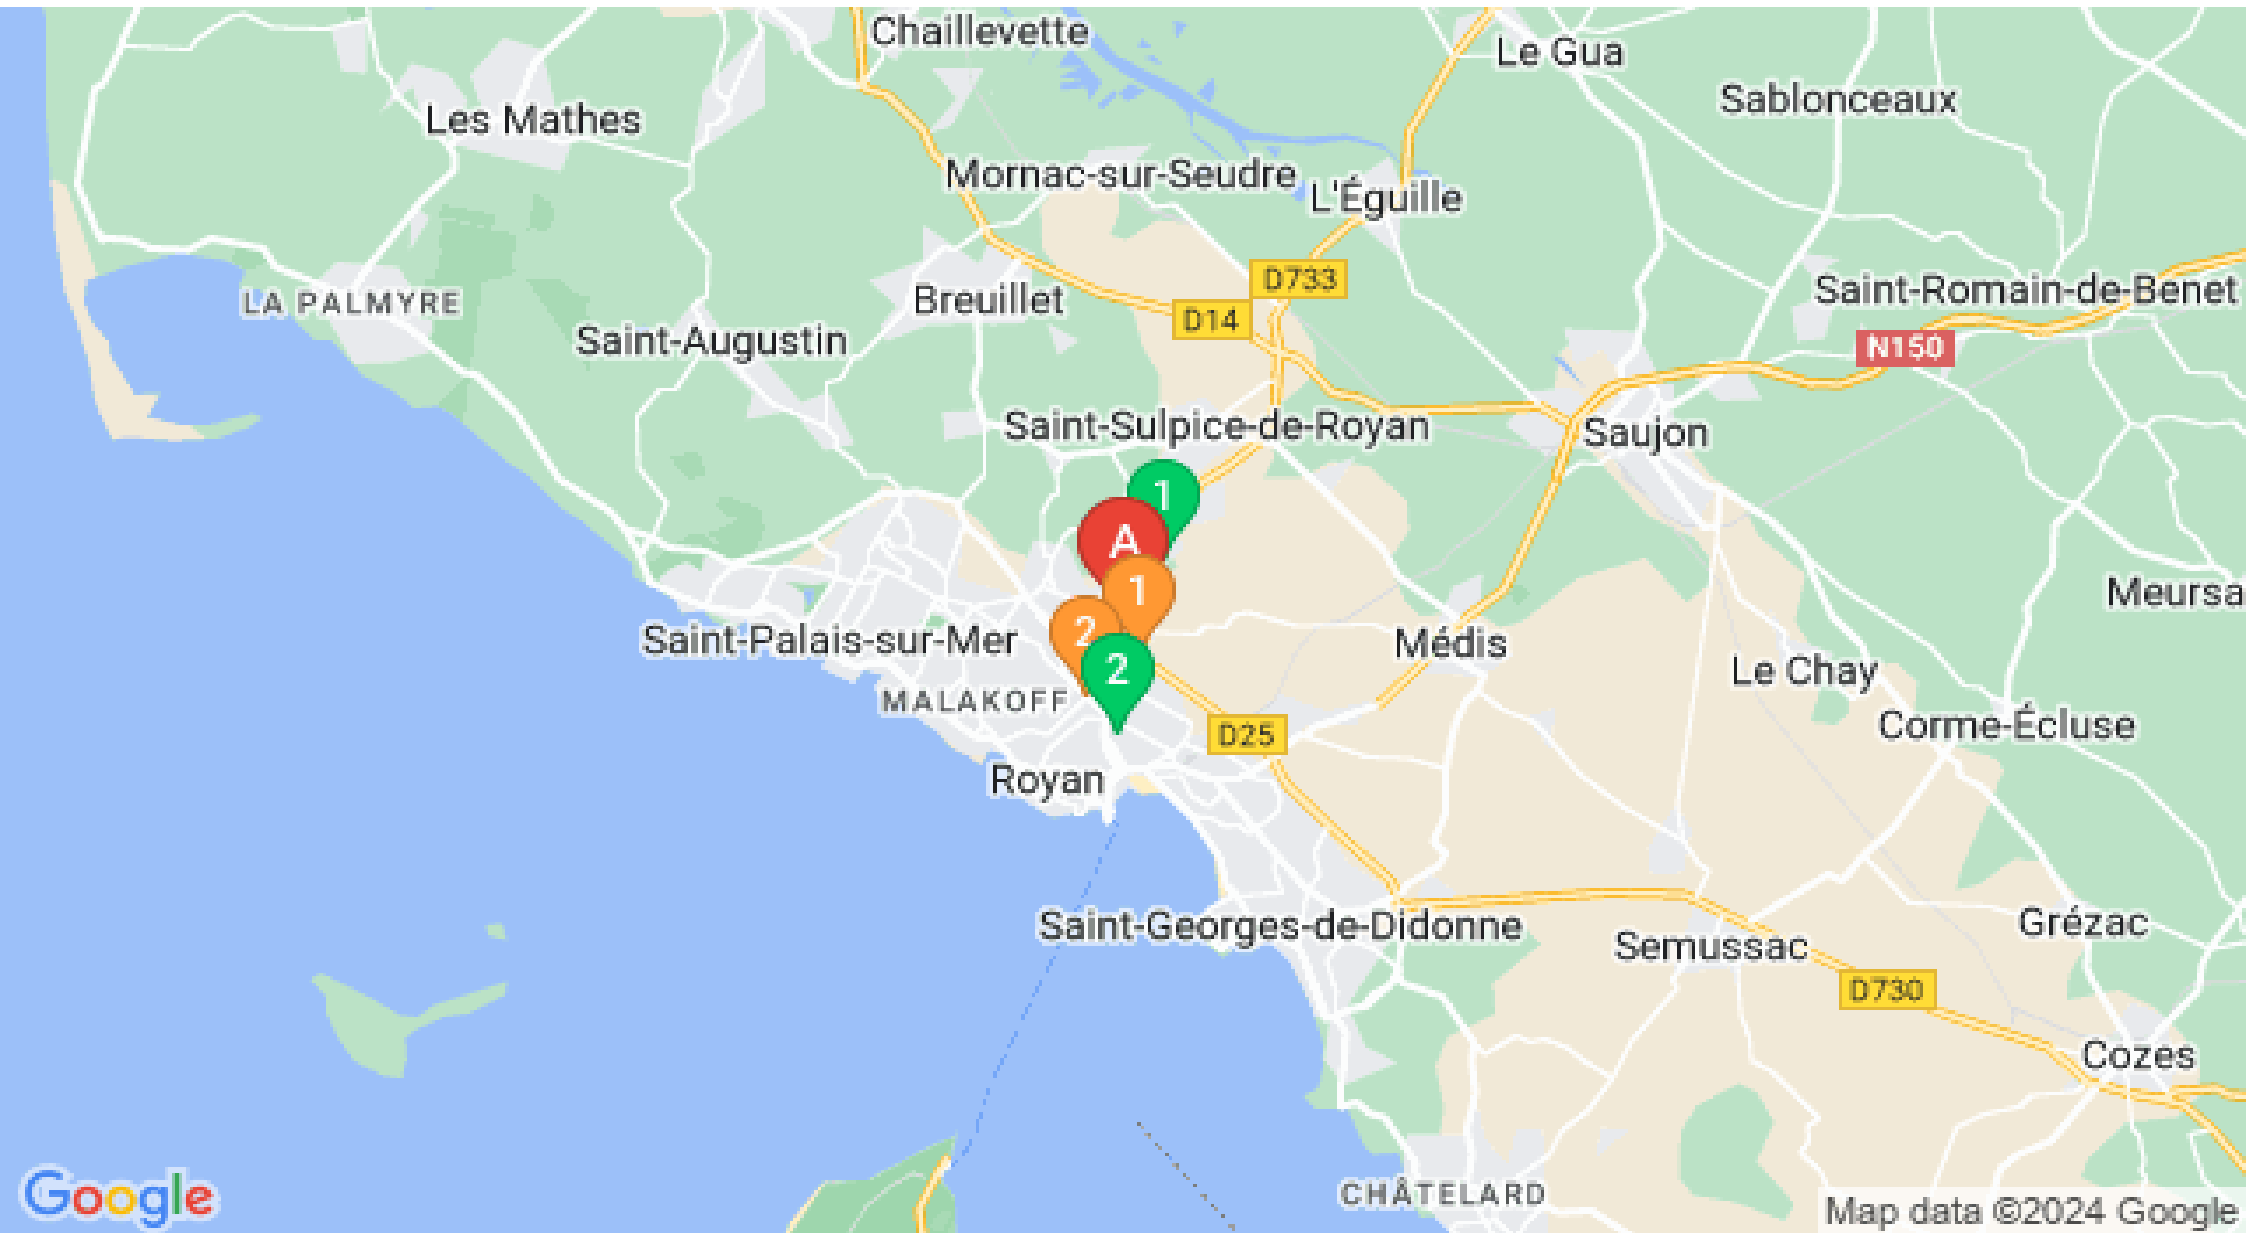 Chaillevette
Le Gua
Sablonceaux
Les Mathes
Mornac-sur-Seudre
L'Éguille
D733
Saint-Romain-de-Benet
LA PALMYRE
Breuillet
D14
Saint-Augustin
N150
Saint-Sulpice-de-Royan
Saujon
1
A
1
Meursa
2
Saint-Palais-sur-Mer
Médis
2
Le Chay
MALAKOFF
Corme-Écluse
D25
Royan
Saint-Georges-de-Didonne
Grézac
Semussac
D730
Cozes
CHÂTELARD
Google
Map data ©2024 Google